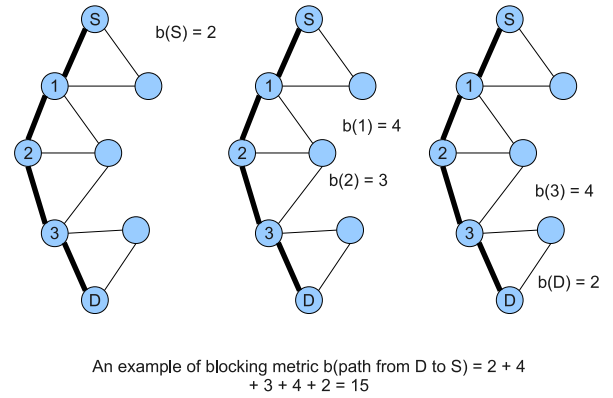 S
b(S) = 2
1
2
3
D
S
1
b(1) = 4
2
b(2) = 3
3
D
S
1
2
b(3) = 4
3
b(D) = 2
D
An example of blocking metric b(path from D to S) = 2 + 4
+ 3 + 4 + 2 = 15